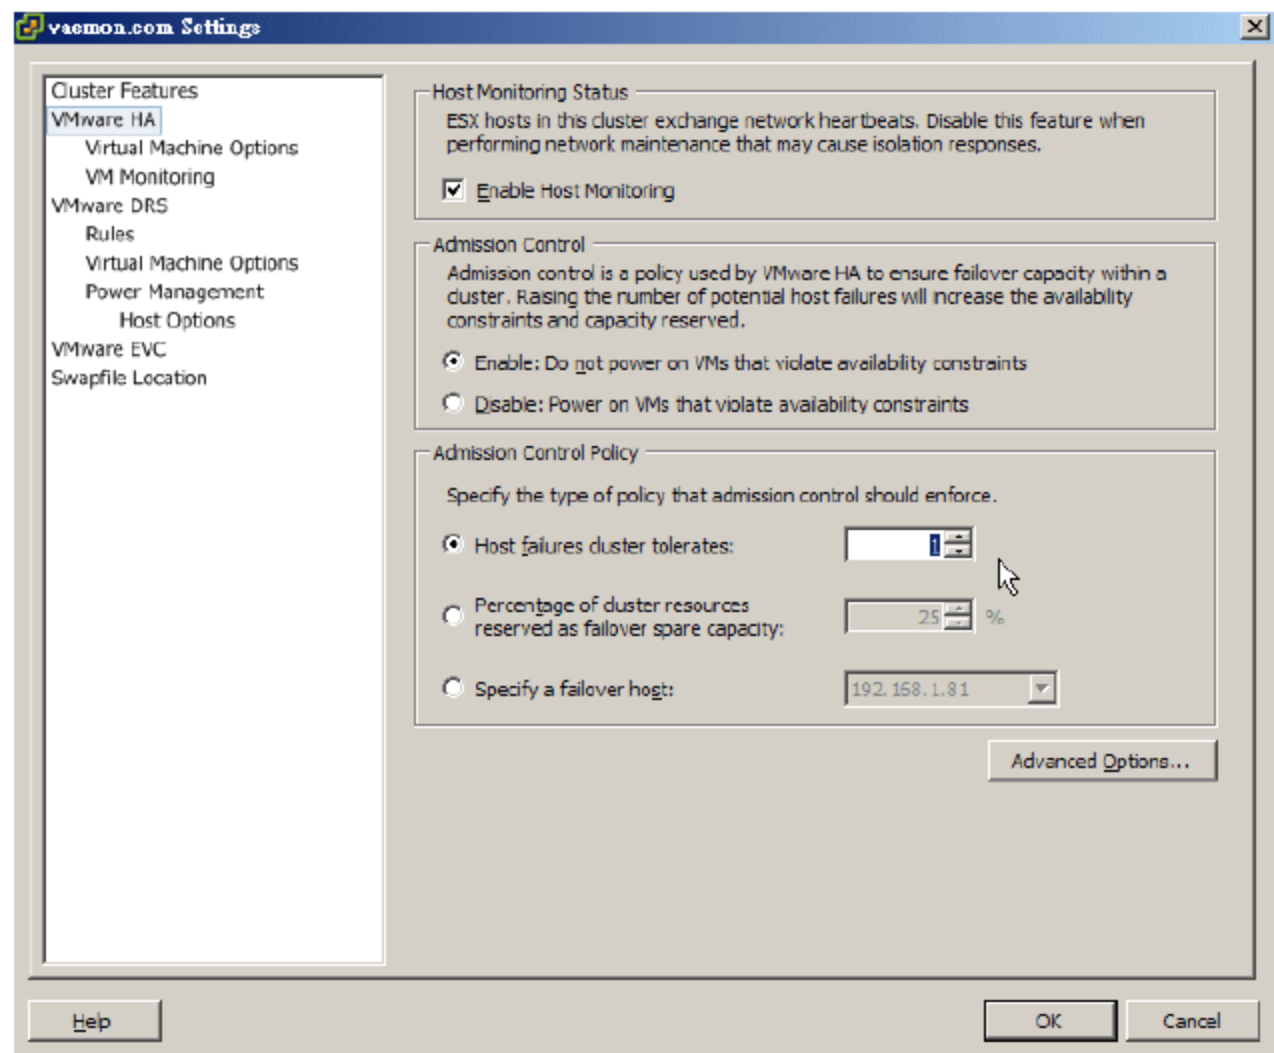 vaemon.com Settings
Cluster Features
VMware HA
Virtual Machine Options
VM Monitoring
VMware DRS
Rules
Virtual Machine Options
Power Management
Host Options
VMware EVC
Swapfile Location
Host Monitoring Status
ESX hosts in this cluster exchange network heartbeats. Disable this feature when
performing network maintenance that may cause isolation responses.
Enable Host Monitoring
Admission Control
Admission control is a policy used by VMware HA to ensure failover capacity within a
cluster. Raising the number of potential host failures will increase the availability
constraints and capacity reserved.
Enable: Do not power on VMs that violate availability constraints
Disable: Power on VMs that violate availability constraints
Admission Control Policy
Specify the type of policy that admission control should enforce.
Host failures cluster tolerates: 1
Percentage of cluster resources
reserved as failover spare capacity: 25 %
Specify a failover host: 192.168.1.81
Advanced Options...
Help OK Cancel